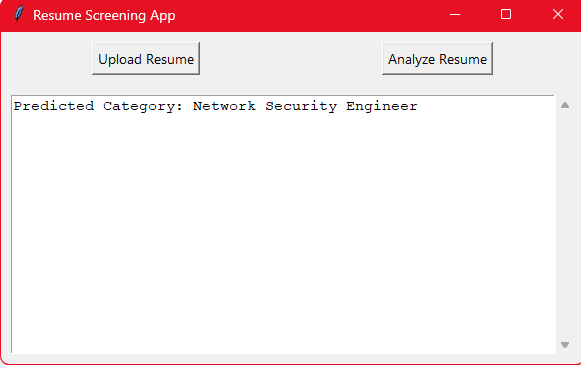 Resume Screening App
Upload Resume Analyze Resume
Predicted Category: Network Security Engineer